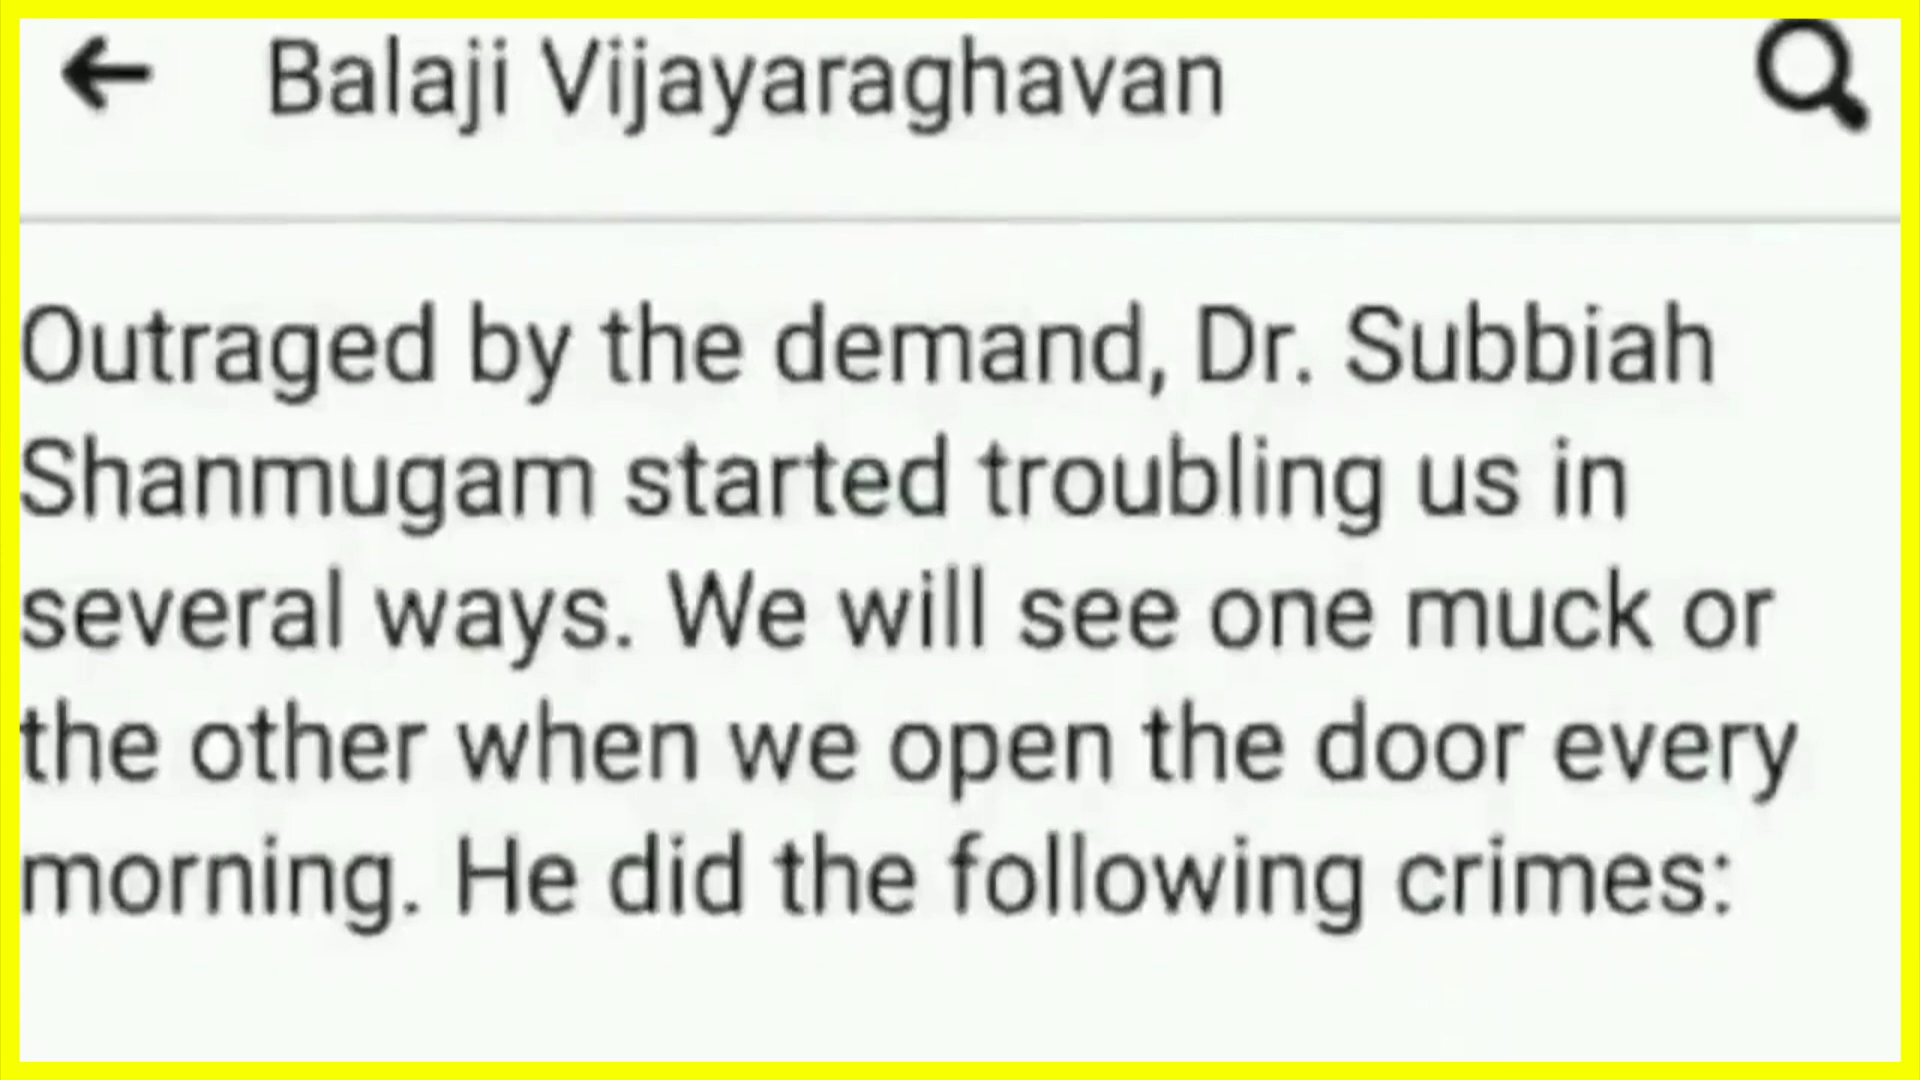 Balaji Vijayaraghavan
Outraged by the demand, Dr. Subbiah
Shanmugam started troubling us in
several ways. We will see one muck or
the other when we open the door every
morning. He did the following crimes: